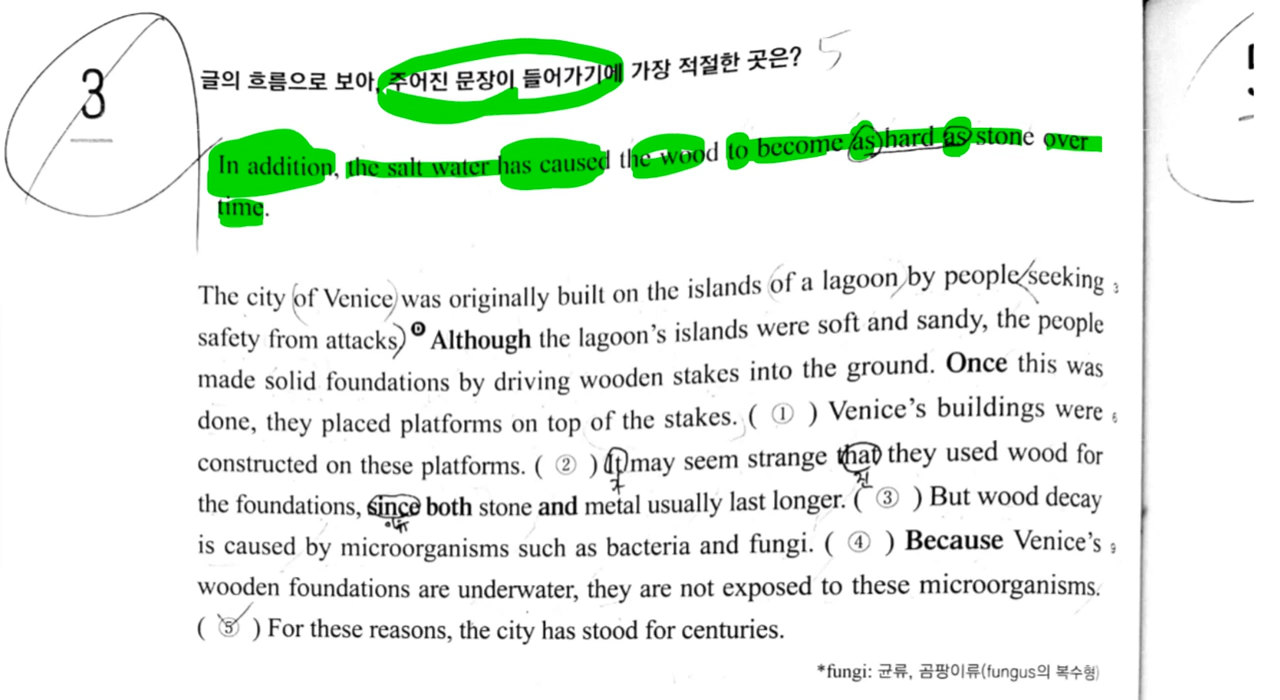 3
글의 흐름으로 보아, 주어진 문장이 들어가기에 가장 적절한 곳은? 5
In addition, the salt water has caused the wood to become as hard as stone over
time.
The city of Venice was originally built on the islands of a lagoon by people seeking 3
safety from attacks. ❶ Although the lagoon's islands were soft and sandy, the people
made solid foundations by driving wooden stakes into the ground. Once this was
done, they placed platforms on top of the stakes. ( ① ) Venice's buildings were 6
constructed on these platforms. ( ② ) It may seem strange that they used wood for
가
진
the foundations, since both stone and metal usually last longer. ( ③ ) But wood decay
이유
is caused by microorganisms such as bacteria and fungi. ( ④ ) Because Venice's 9
wooden foundations are underwater, they are not exposed to these microorganisms.
( ⑤ ) For these reasons, the city has stood for centuries.
*fungi: 균류, 곰팡이류(fungus의 복수형)